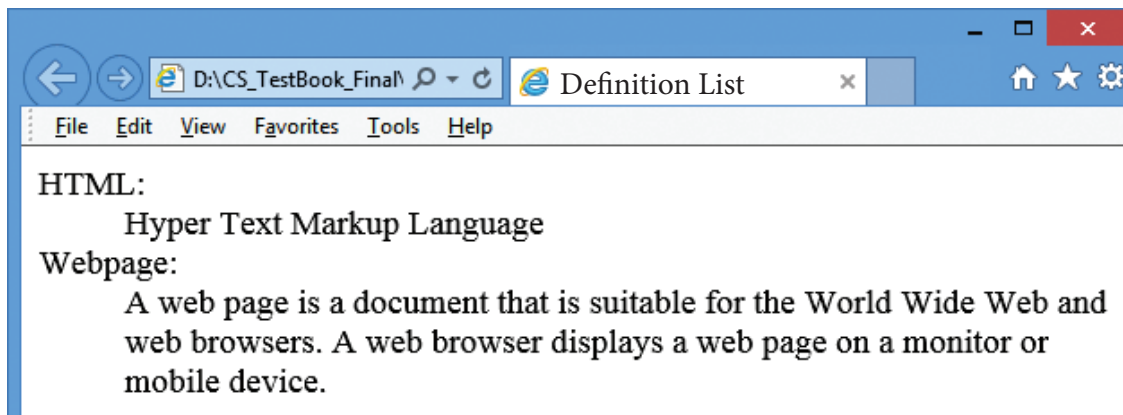 D:\CS_TestBook_Final\
Definition List
File Edit View Favorites Tools Help
HTML:
Hyper Text Markup Language
Webpage:
A web page is a document that is suitable for the World Wide Web and
web browsers. A web browser displays a web page on a monitor or
mobile device.